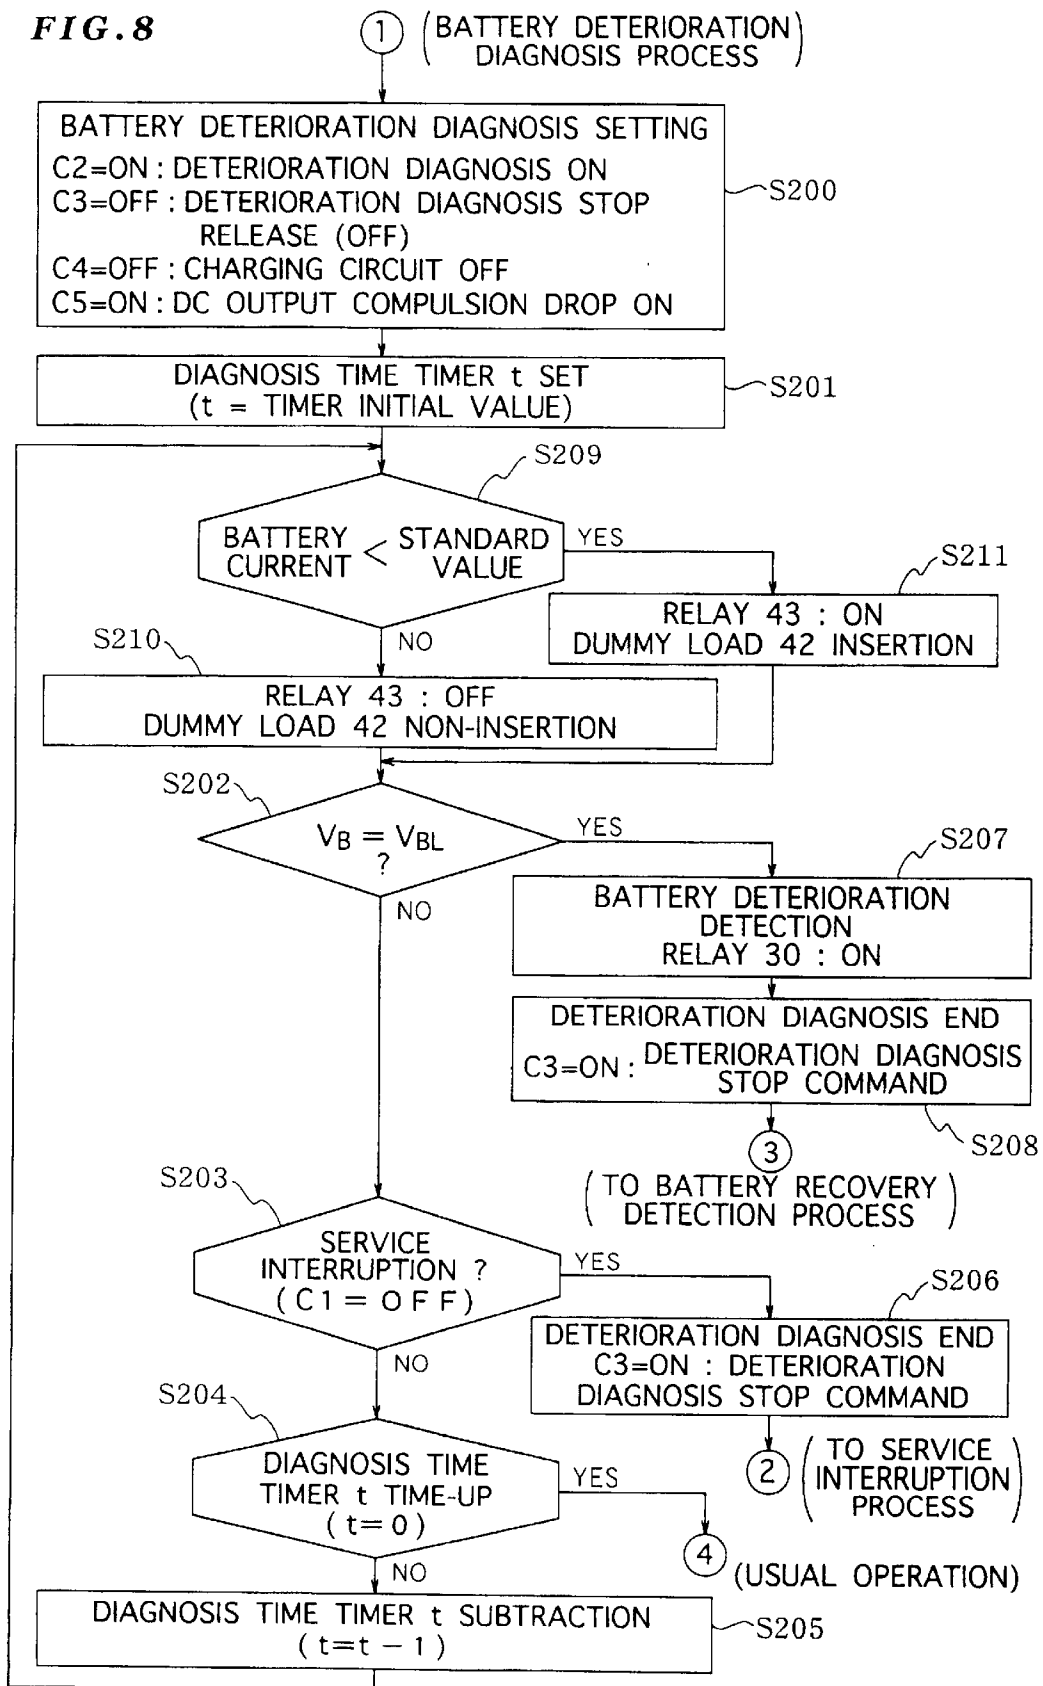 FIG.8
1 (BATTERY DETERIORATION
DIAGNOSIS PROCESS)
BATTERY DETERIORATION DIAGNOSIS SETTING
C2=ON : DETERIORATION DIAGNOSIS ON
C3=OFF : DETERIORATION DIAGNOSIS STOP
RELEASE (OFF)
C4=OFF : CHARGING CIRCUIT OFF
C5=ON : DC OUTPUT COMPULSION DROP ON
S200
DIAGNOSIS TIME TIMER t SET
(t = TIMER INITIAL VALUE)
S201
S209
BATTERY CURRENT < STANDARD VALUE
YES
NO
S211
RELAY 43 : ON
DUMMY LOAD 42 INSERTION
S210
RELAY 43 : OFF
DUMMY LOAD 42 NON-INSERTION
S202
VB = VBL
?
YES
NO
S207
BATTERY DETERIORATION
DETECTION
RELAY 30 : ON
DETERIORATION DIAGNOSIS END
C3=ON : DETERIORATION DIAGNOSIS
STOP COMMAND
S208
3
(TO BATTERY RECOVERY
DETECTION PROCESS)
S203
SERVICE
INTERRUPTION ?
(C1=OFF)
YES
NO
S206
DETERIORATION DIAGNOSIS END
C3=ON : DETERIORATION
DIAGNOSIS STOP COMMAND
2 (TO SERVICE
INTERRUPTION
PROCESS)
S204
DIAGNOSIS TIME
TIMER t TIME-UP
(t=0)
YES
NO
4 (USUAL OPERATION)
DIAGNOSIS TIME TIMER t SUBTRACTION
(t=t-1)
S205